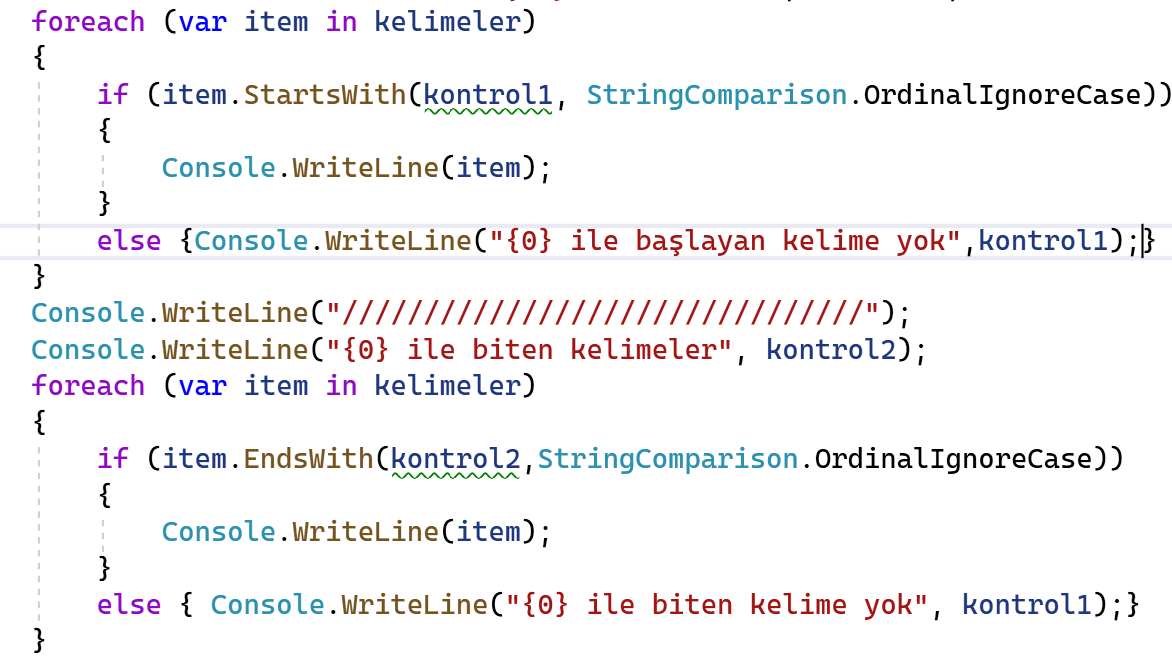 foreach (var item in kelimeler)
{
if (item.StartsWith(kontrol1, StringComparison.OrdinalIgnoreCase))
{
Console.WriteLine(item);
}
else {Console.WriteLine("{0} ile başlayan kelime yok",kontrol1);}
}
Console.WriteLine("////////////////////////////////");
Console.WriteLine("{0} ile biten kelimeler", kontrol2);
foreach (var item in kelimeler)
{
if (item.EndsWith(kontrol2,StringComparison.OrdinalIgnoreCase))
{
Console.WriteLine(item);
}
else { Console.WriteLine("{0} ile biten kelime yok", kontrol1);}
}